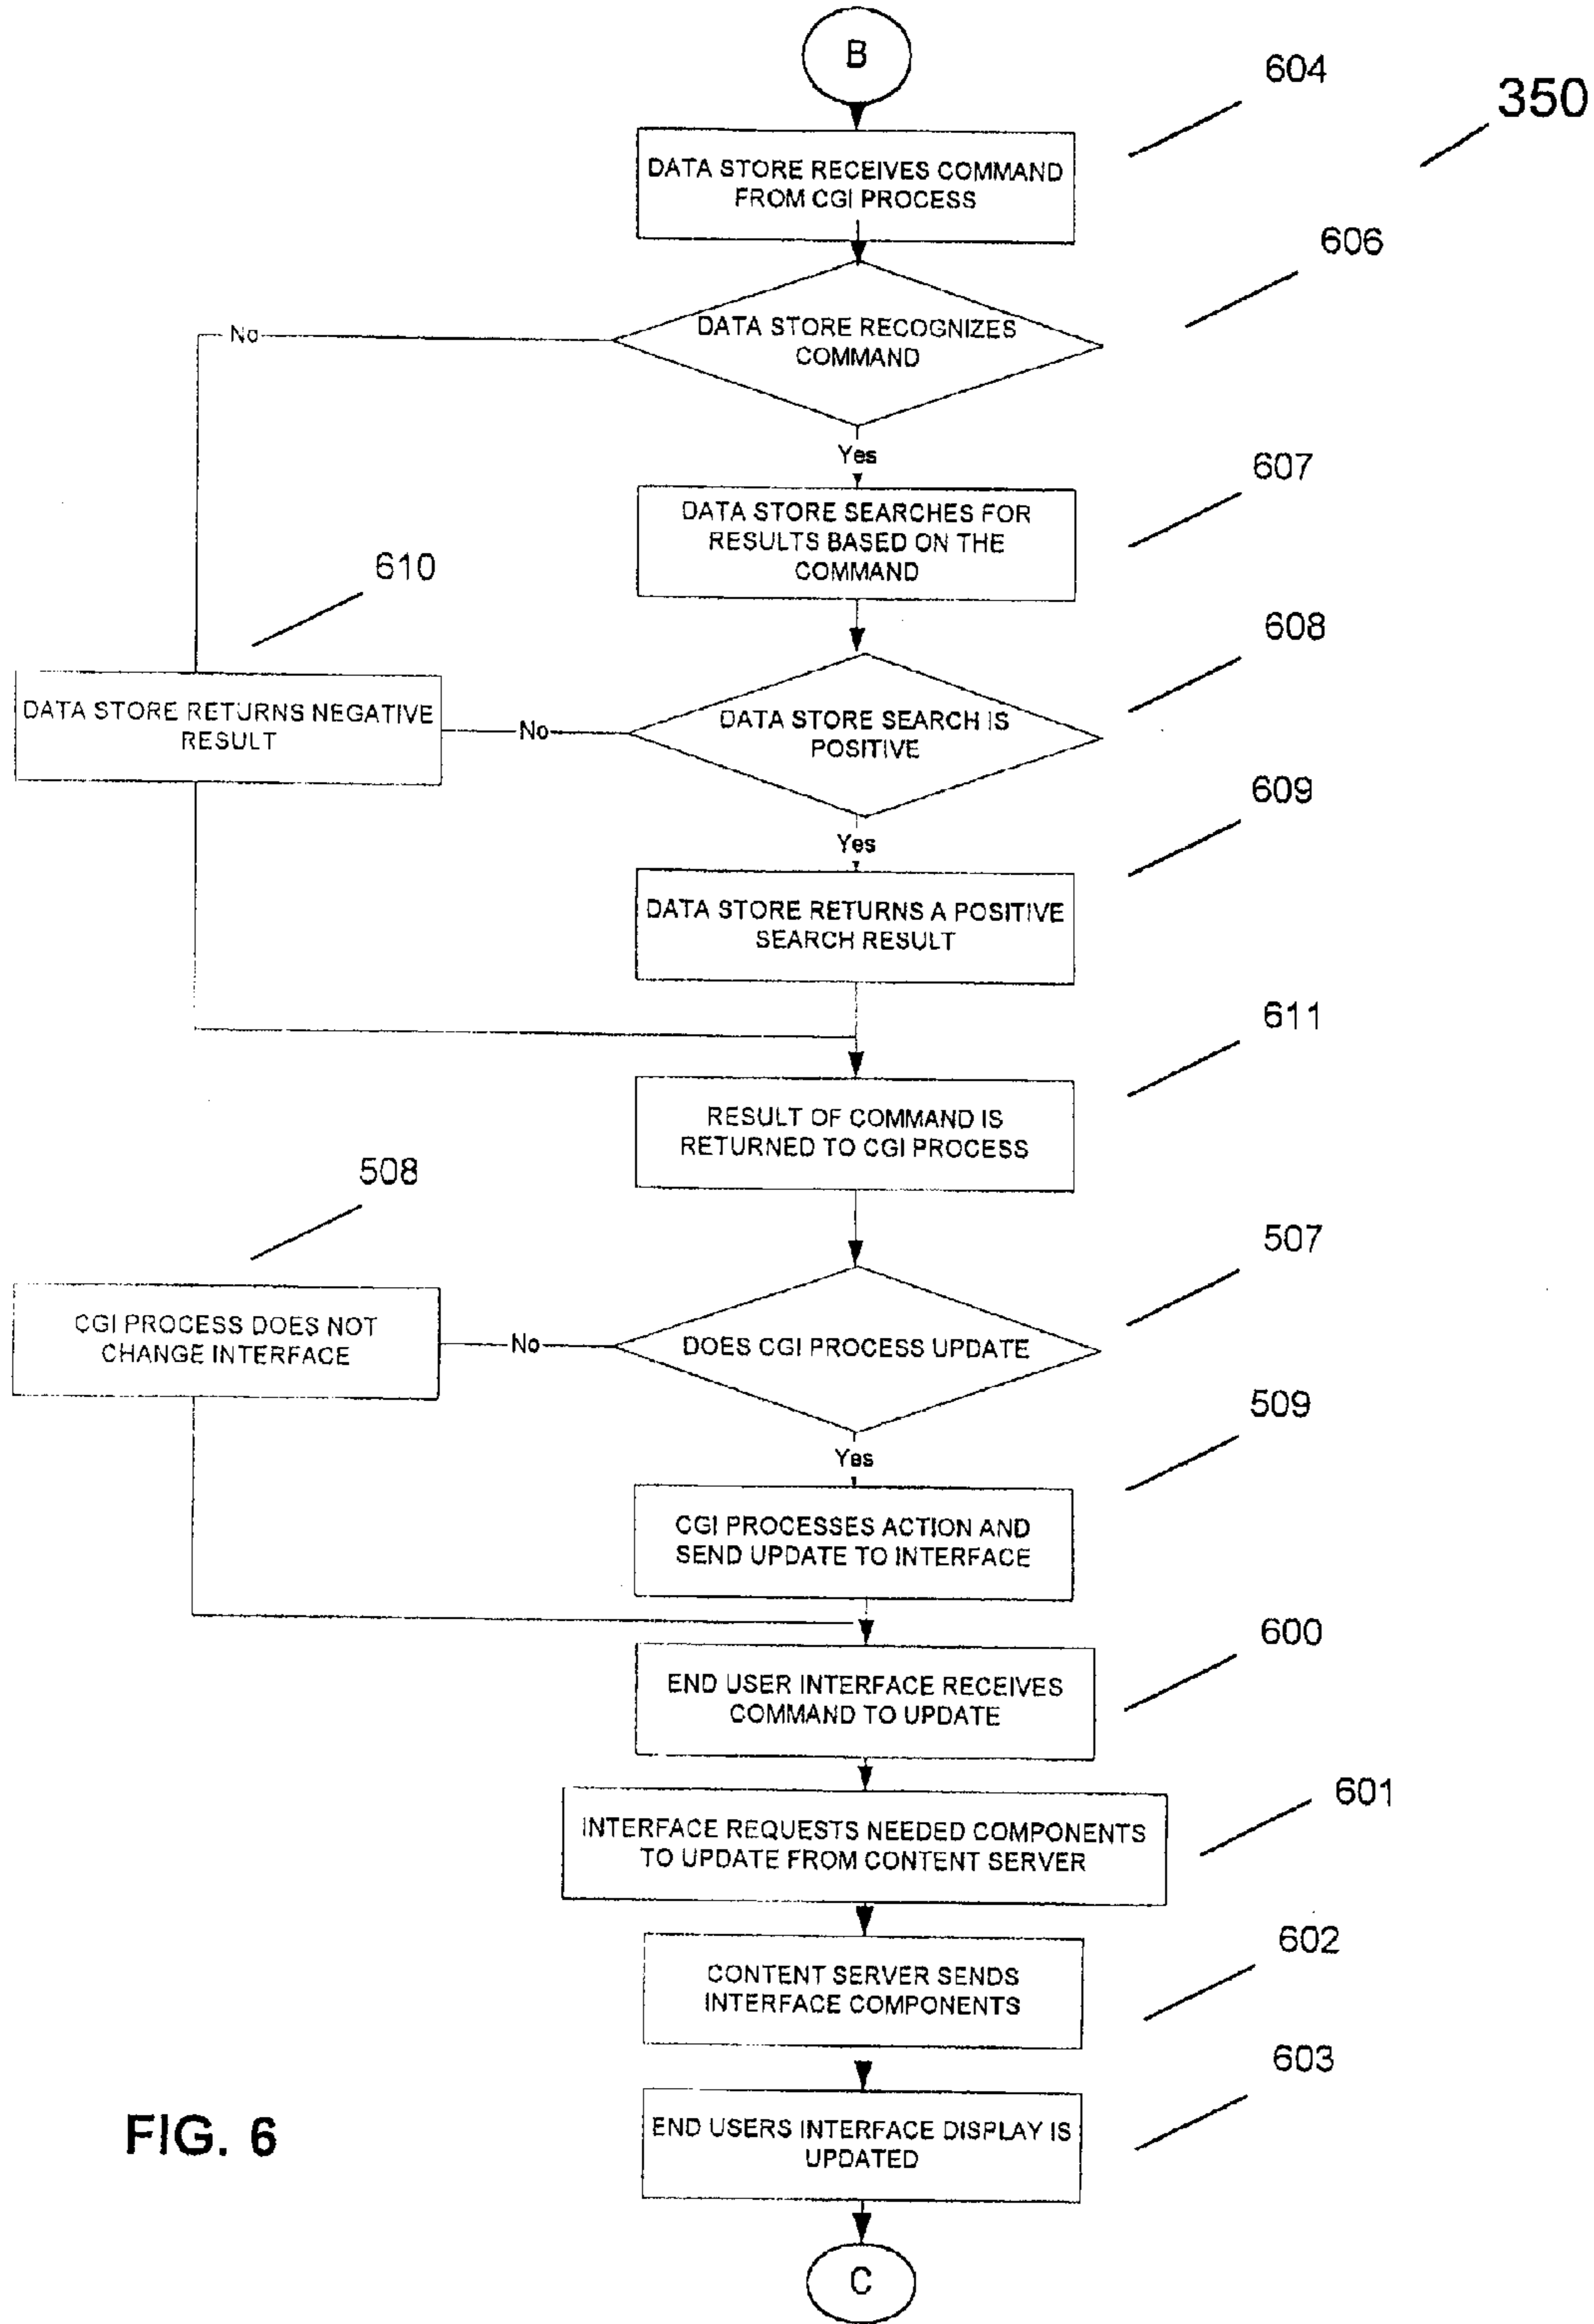 B
604
350
DATA STORE RECEIVES COMMAND
FROM CGI PROCESS
606
DATA STORE RECOGNIZES
COMMAND
No
Yes
607
DATA STORE SEARCHES FOR
RESULTS BASED ON THE
COMMAND
610
608
DATA STORE RETURNS NEGATIVE
RESULT
No
DATA STORE SEARCH IS
POSITIVE
609
Yes
DATA STORE RETURNS A POSITIVE
SEARCH RESULT
611
RESULT OF COMMAND IS
RETURNED TO CGI PROCESS
508
507
CGI PROCESS DOES NOT
CHANGE INTERFACE
No
DOES CGI PROCESS UPDATE
509
Yes
CGI PROCESSES ACTION AND
SEND UPDATE TO INTERFACE
600
END USER INTERFACE RECEIVES
COMMAND TO UPDATE
601
INTERFACE REQUESTS NEEDED COMPONENTS
TO UPDATE FROM CONTENT SERVER
602
CONTENT SERVER SENDS
INTERFACE COMPONENTS
603
END USERS INTERFACE DISPLAY IS
UPDATED
FIG. 6
C